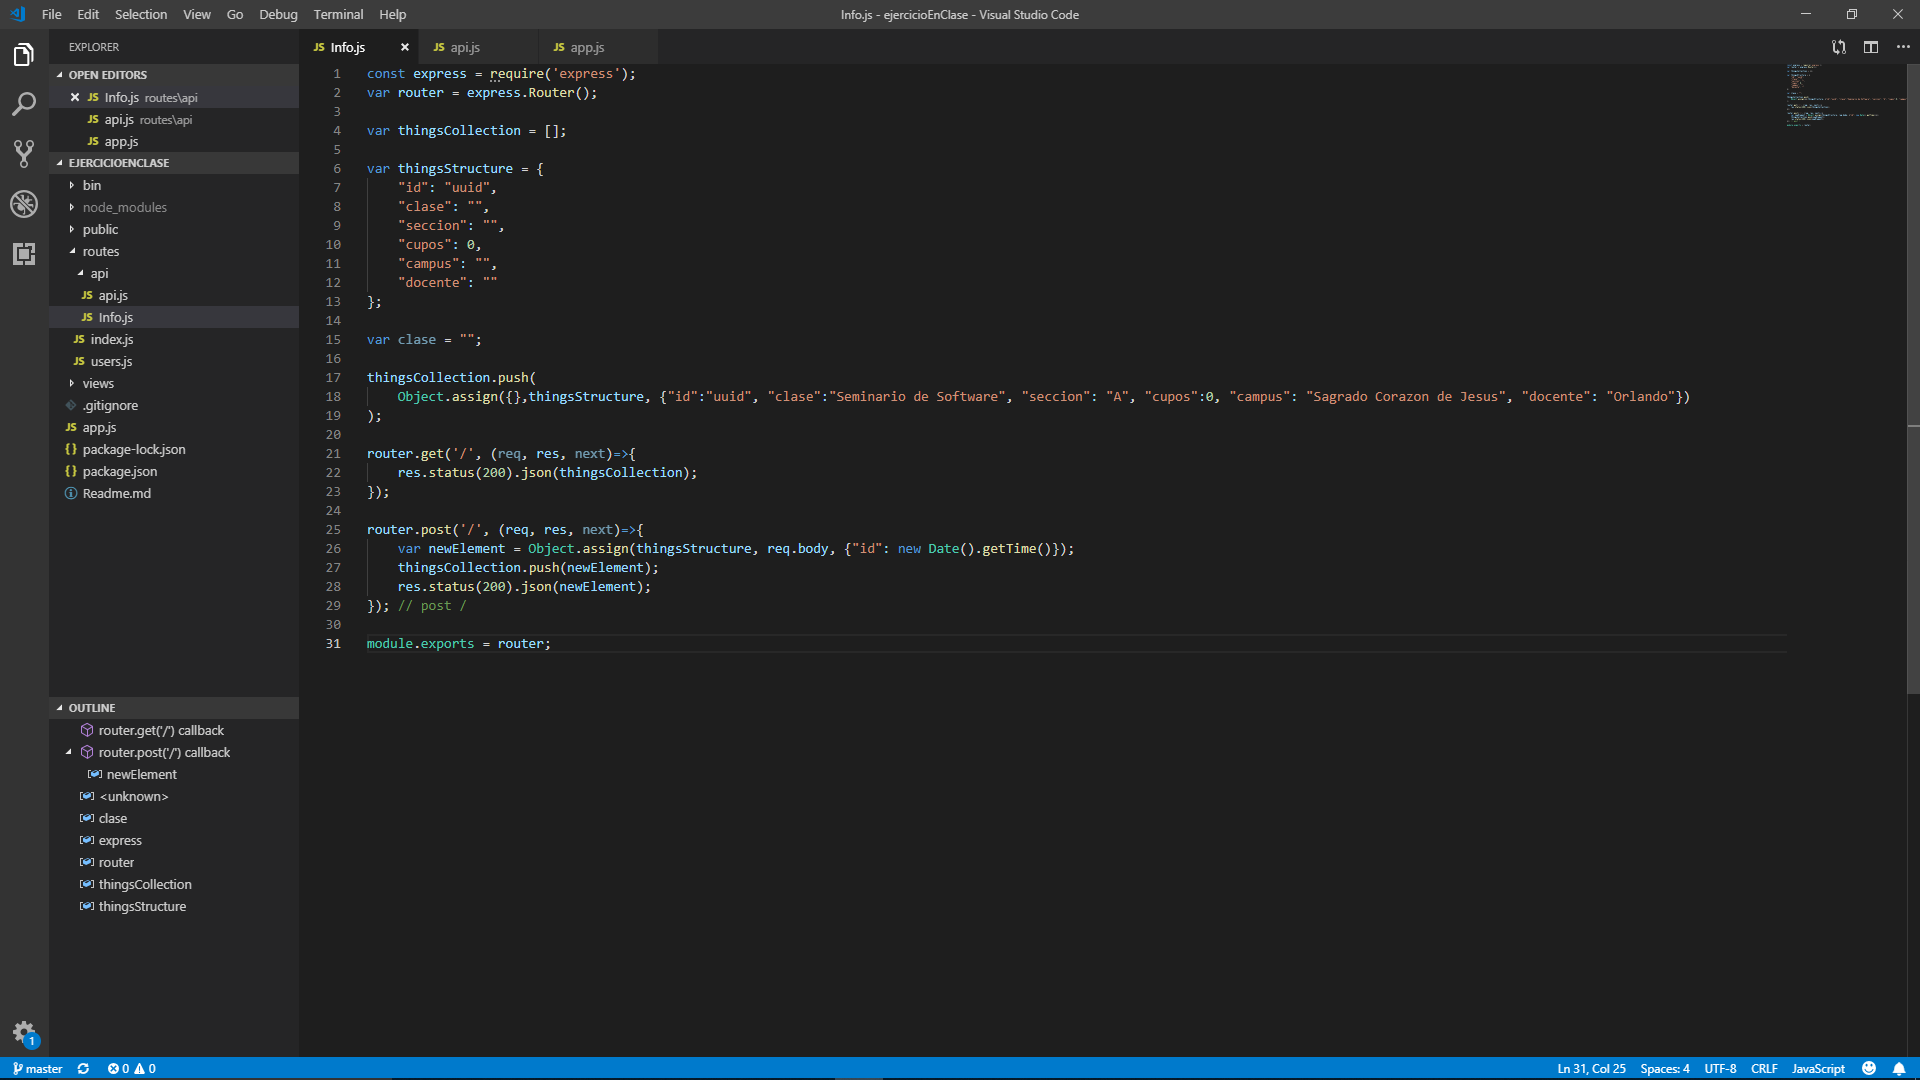 File Edit Selection View Go Debug Terminal Help
Info.js - ejercicioEnClase - Visual Studio Code
EXPLORER
OPEN EDITORS
JS Info.js routes\api
JS api.js routes\api
JS app.js
EJERCICIOENCLASE
bin
node_modules
public
routes
api
JS api.js
JS Info.js
JS index.js
JS users.js
views
.gitignore
JS app.js
{} package-lock.json
{} package.json
Readme.md
OUTLINE
router.get('/') callback
router.post('/') callback
newElement
<unknown>
clase
express
router
thingsCollection
thingsStructure
JS Info.js JS api.js JS app.js
1 const express = require('express');
2 var router = express.Router();
3
4 var thingsCollection = [];
5
6 var thingsStructure = {
7 "id": "uuid",
8 "clase": "",
9 "seccion": "",
10 "cupos": 0,
11 "campus": "",
12 "docente": ""
13 };
14
15 var clase = "";
16
17 thingsCollection.push(
18 Object.assign({},thingsStructure, {"id":"uuid", "clase":"Seminario de Software", "seccion": "A", "cupos":0, "campus": "Sagrado Corazon de Jesus", "docente": "Orlando"})
19 );
20
21 router.get('/', (req, res, next)=>{
22 res.status(200).json(thingsCollection);
23 });
24
25 router.post('/', (req, res, next)=>{
26 var newElement = Object.assign(thingsStructure, req.body, {"id": new Date().getTime()});
27 thingsCollection.push(newElement);
28 res.status(200).json(newElement);
29 }); // post /
30
31 module.exports = router;
1
master 0 0
Ln 31, Col 25 Spaces: 4 UTF-8 CRLF JavaScript